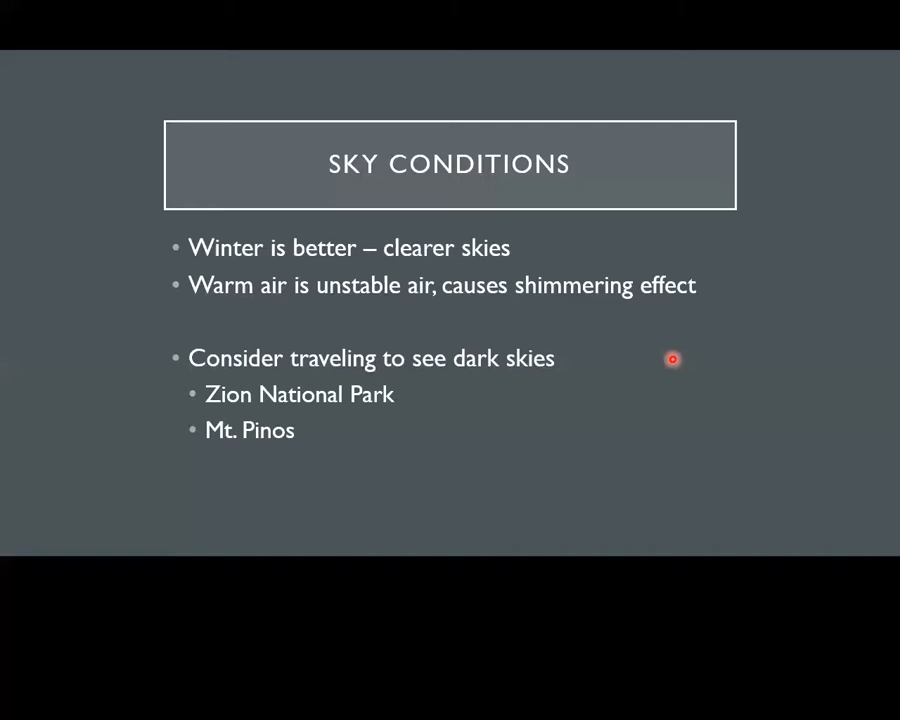 SKY CONDITIONS
• Winter is better – clearer skies
• Warm air is unstable air, causes shimmering effect
• Consider traveling to see dark skies
• Zion National Park
• Mt. Pinos